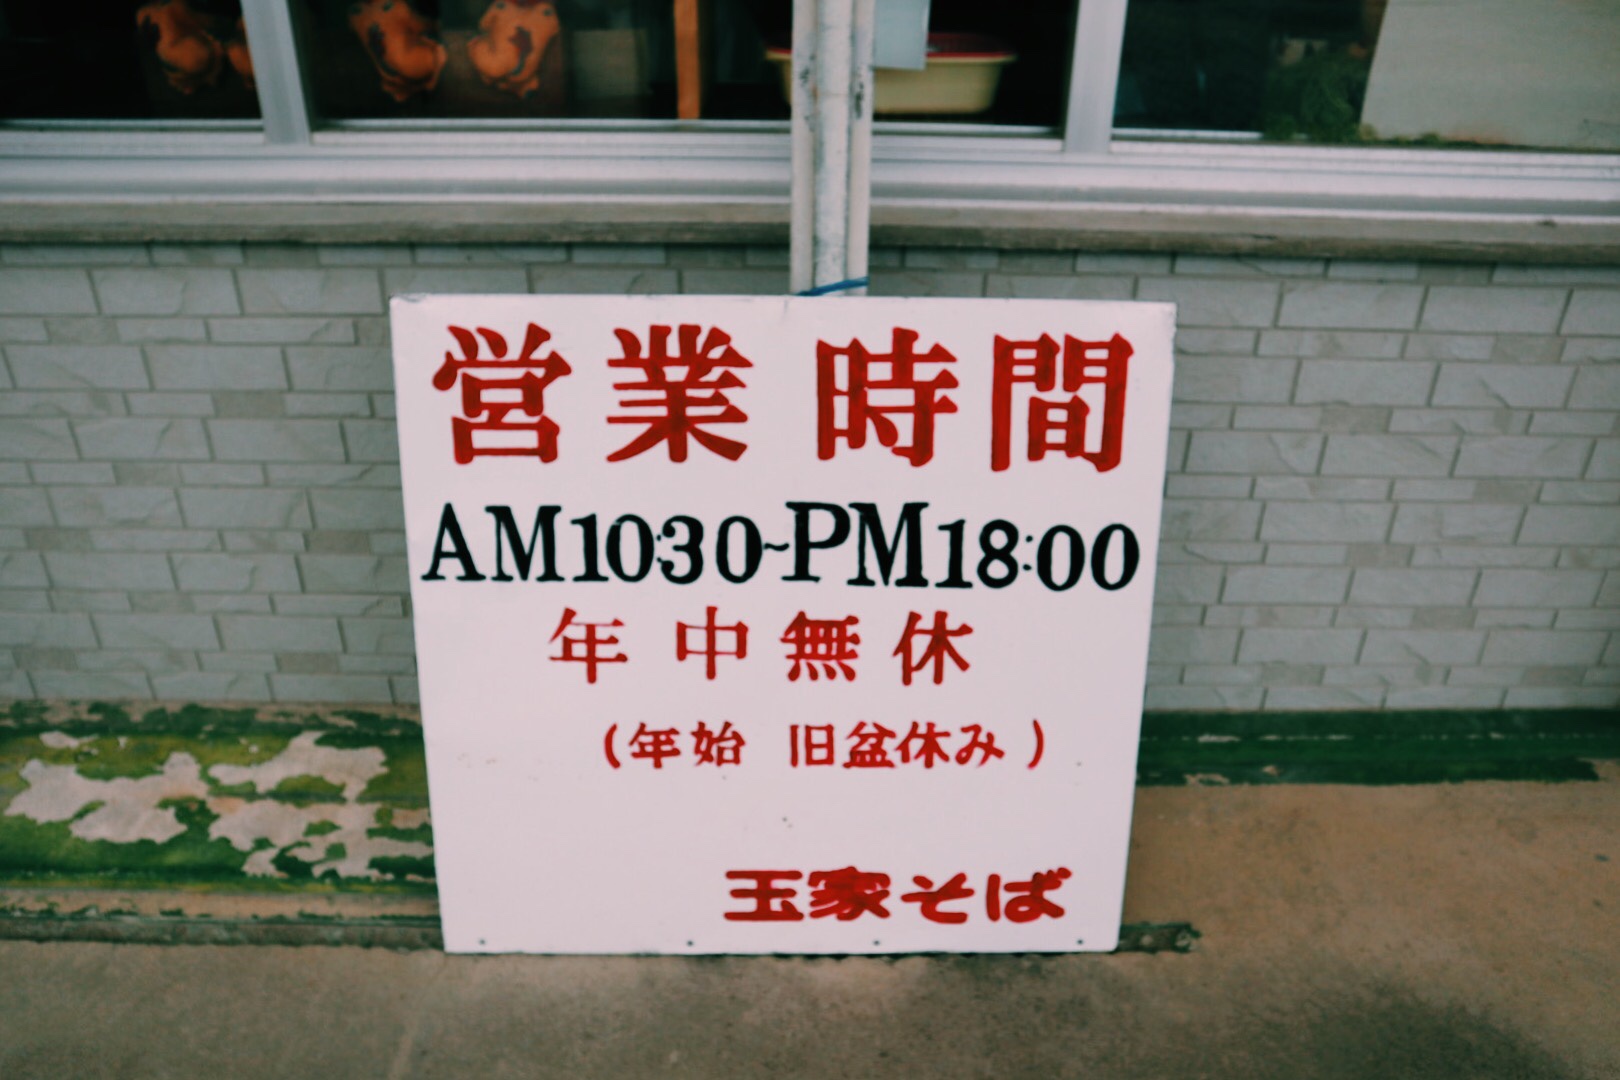 営業時間
AM10:30~PM18:00
年中無休
(年始 旧盆休み)
玉家そば